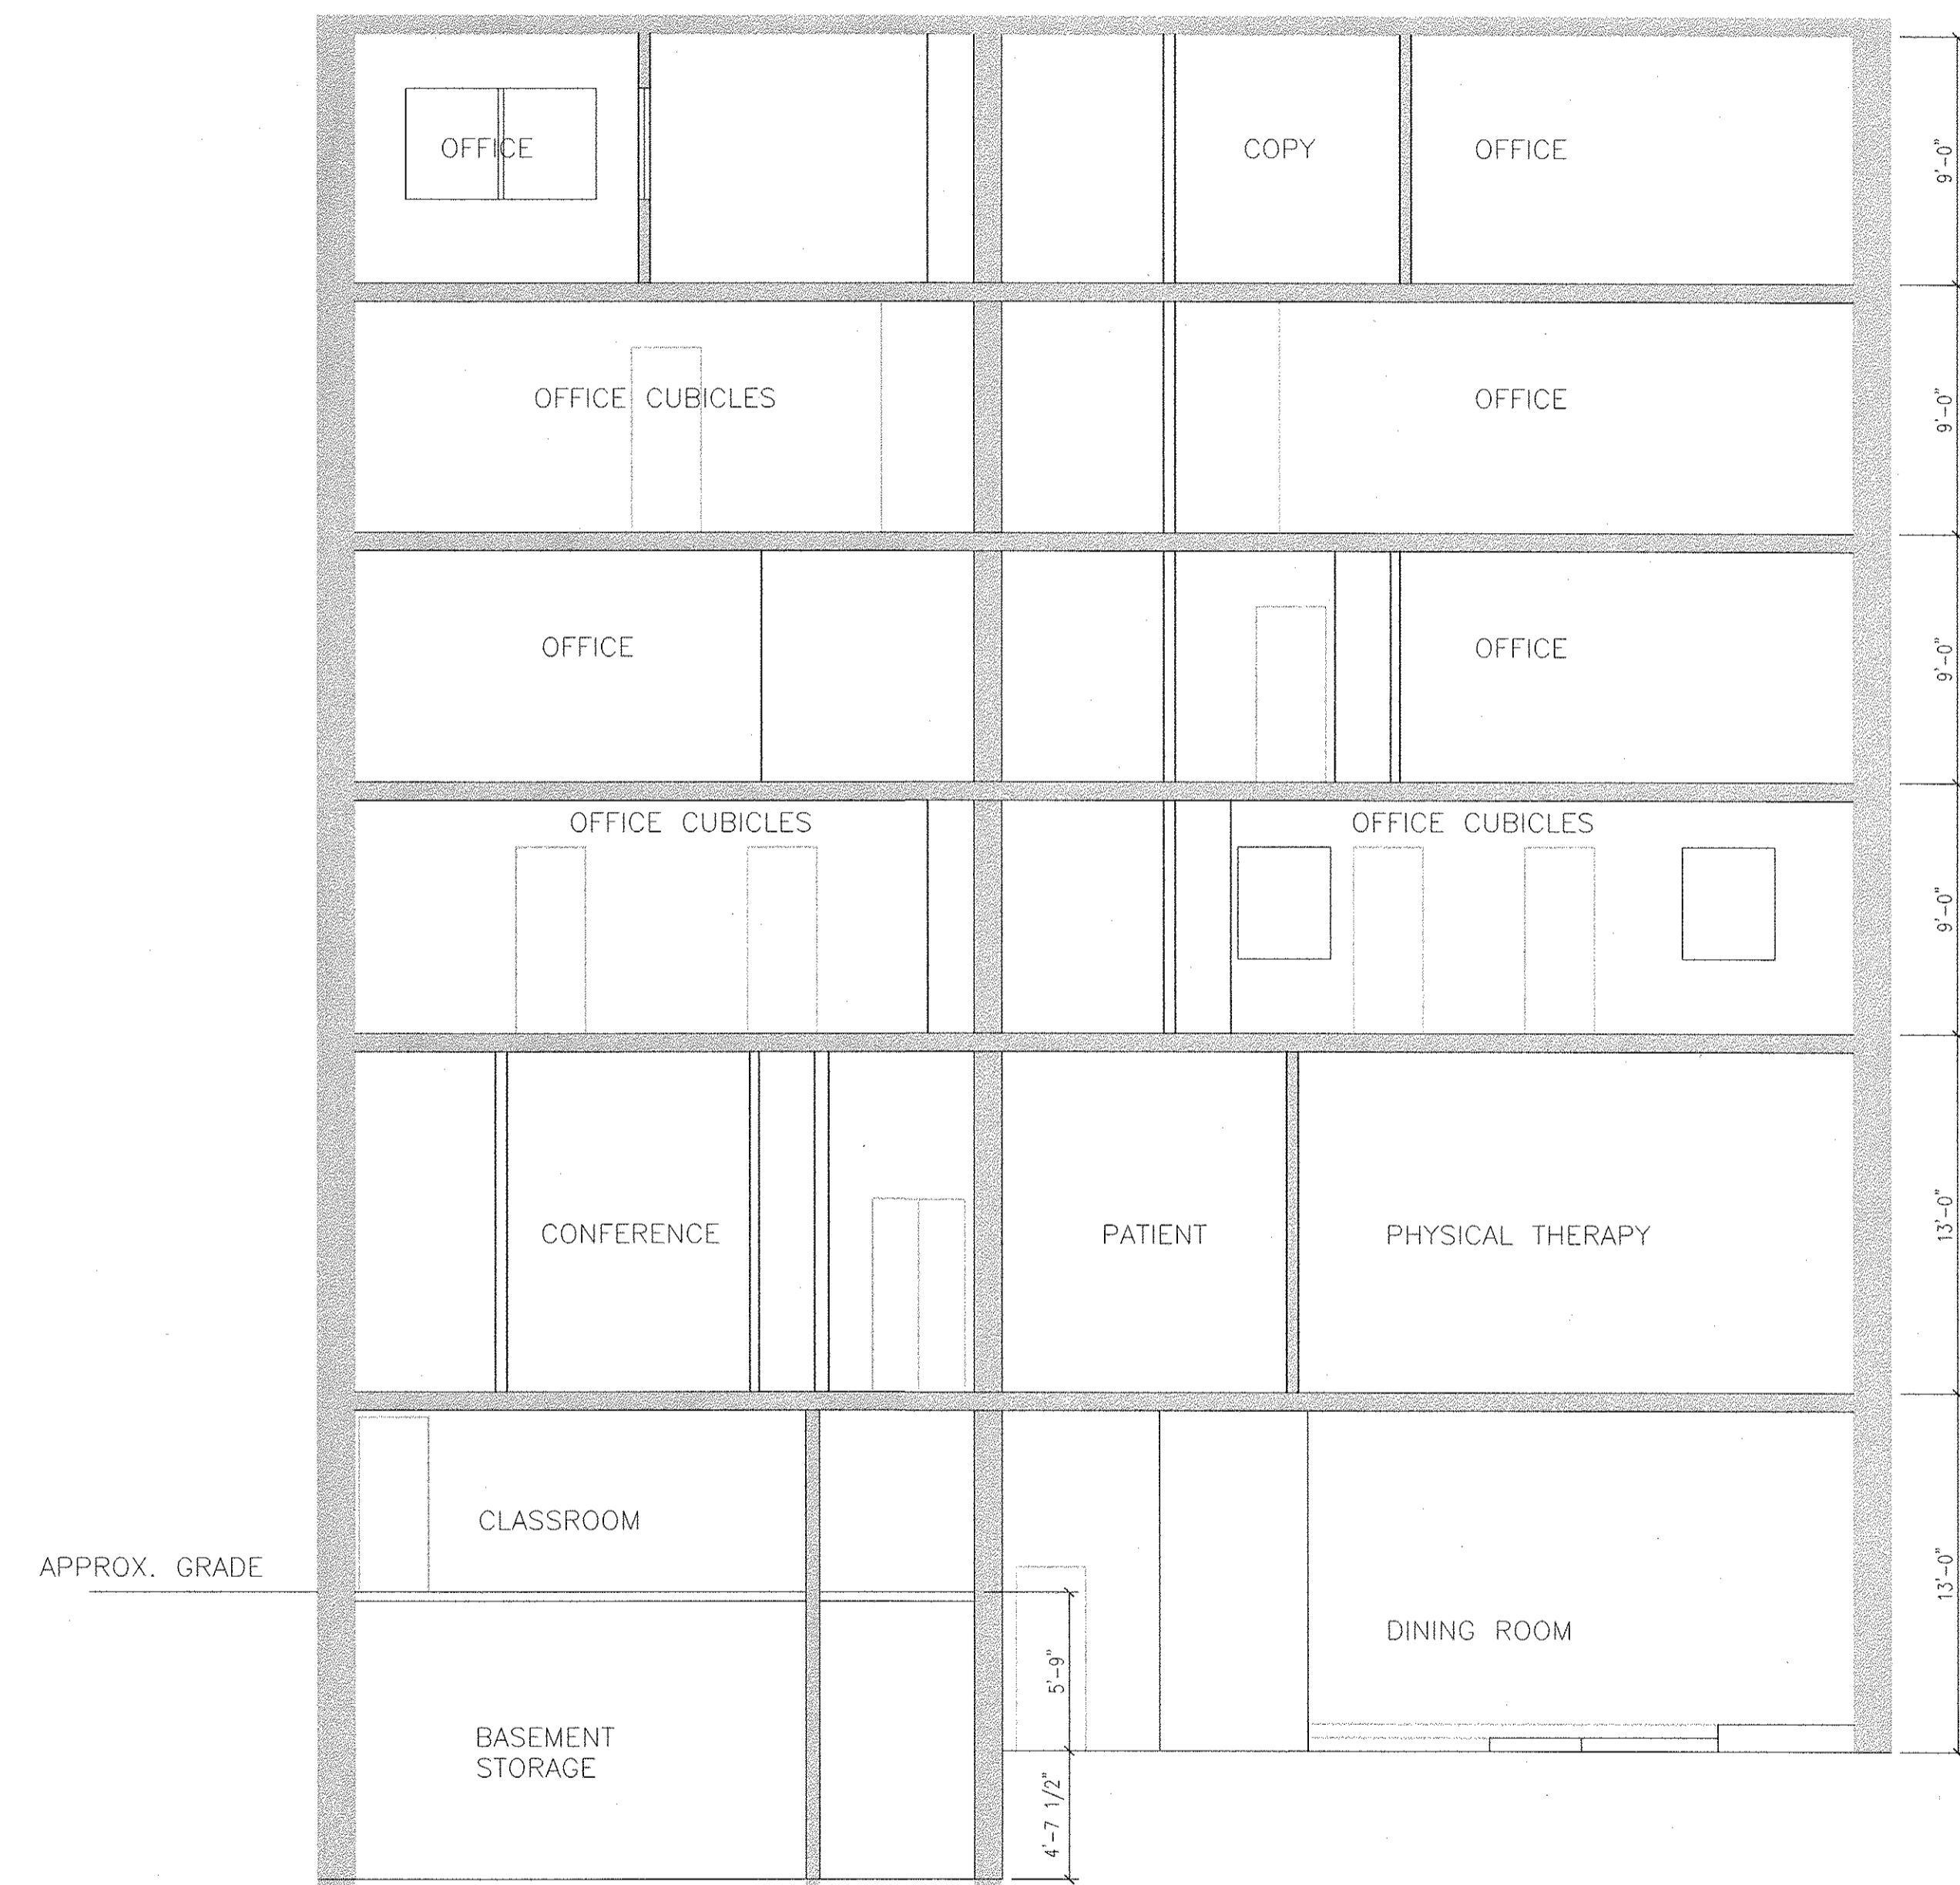 OFFICE
COPY
OFFICE
9'-0"
OFFICE CUBICLES
OFFICE
9'-0"
OFFICE
OFFICE
9'-0"
OFFICE CUBICLES
OFFICE CUBICLES
9'-0"
CONFERENCE
PATIENT
PHYSICAL THERAPY
13'-0"
CLASSROOM
APPROX. GRADE
13'-0"
DINING ROOM
5'-9"
BASEMENT
STORAGE
4'-7 1/2"